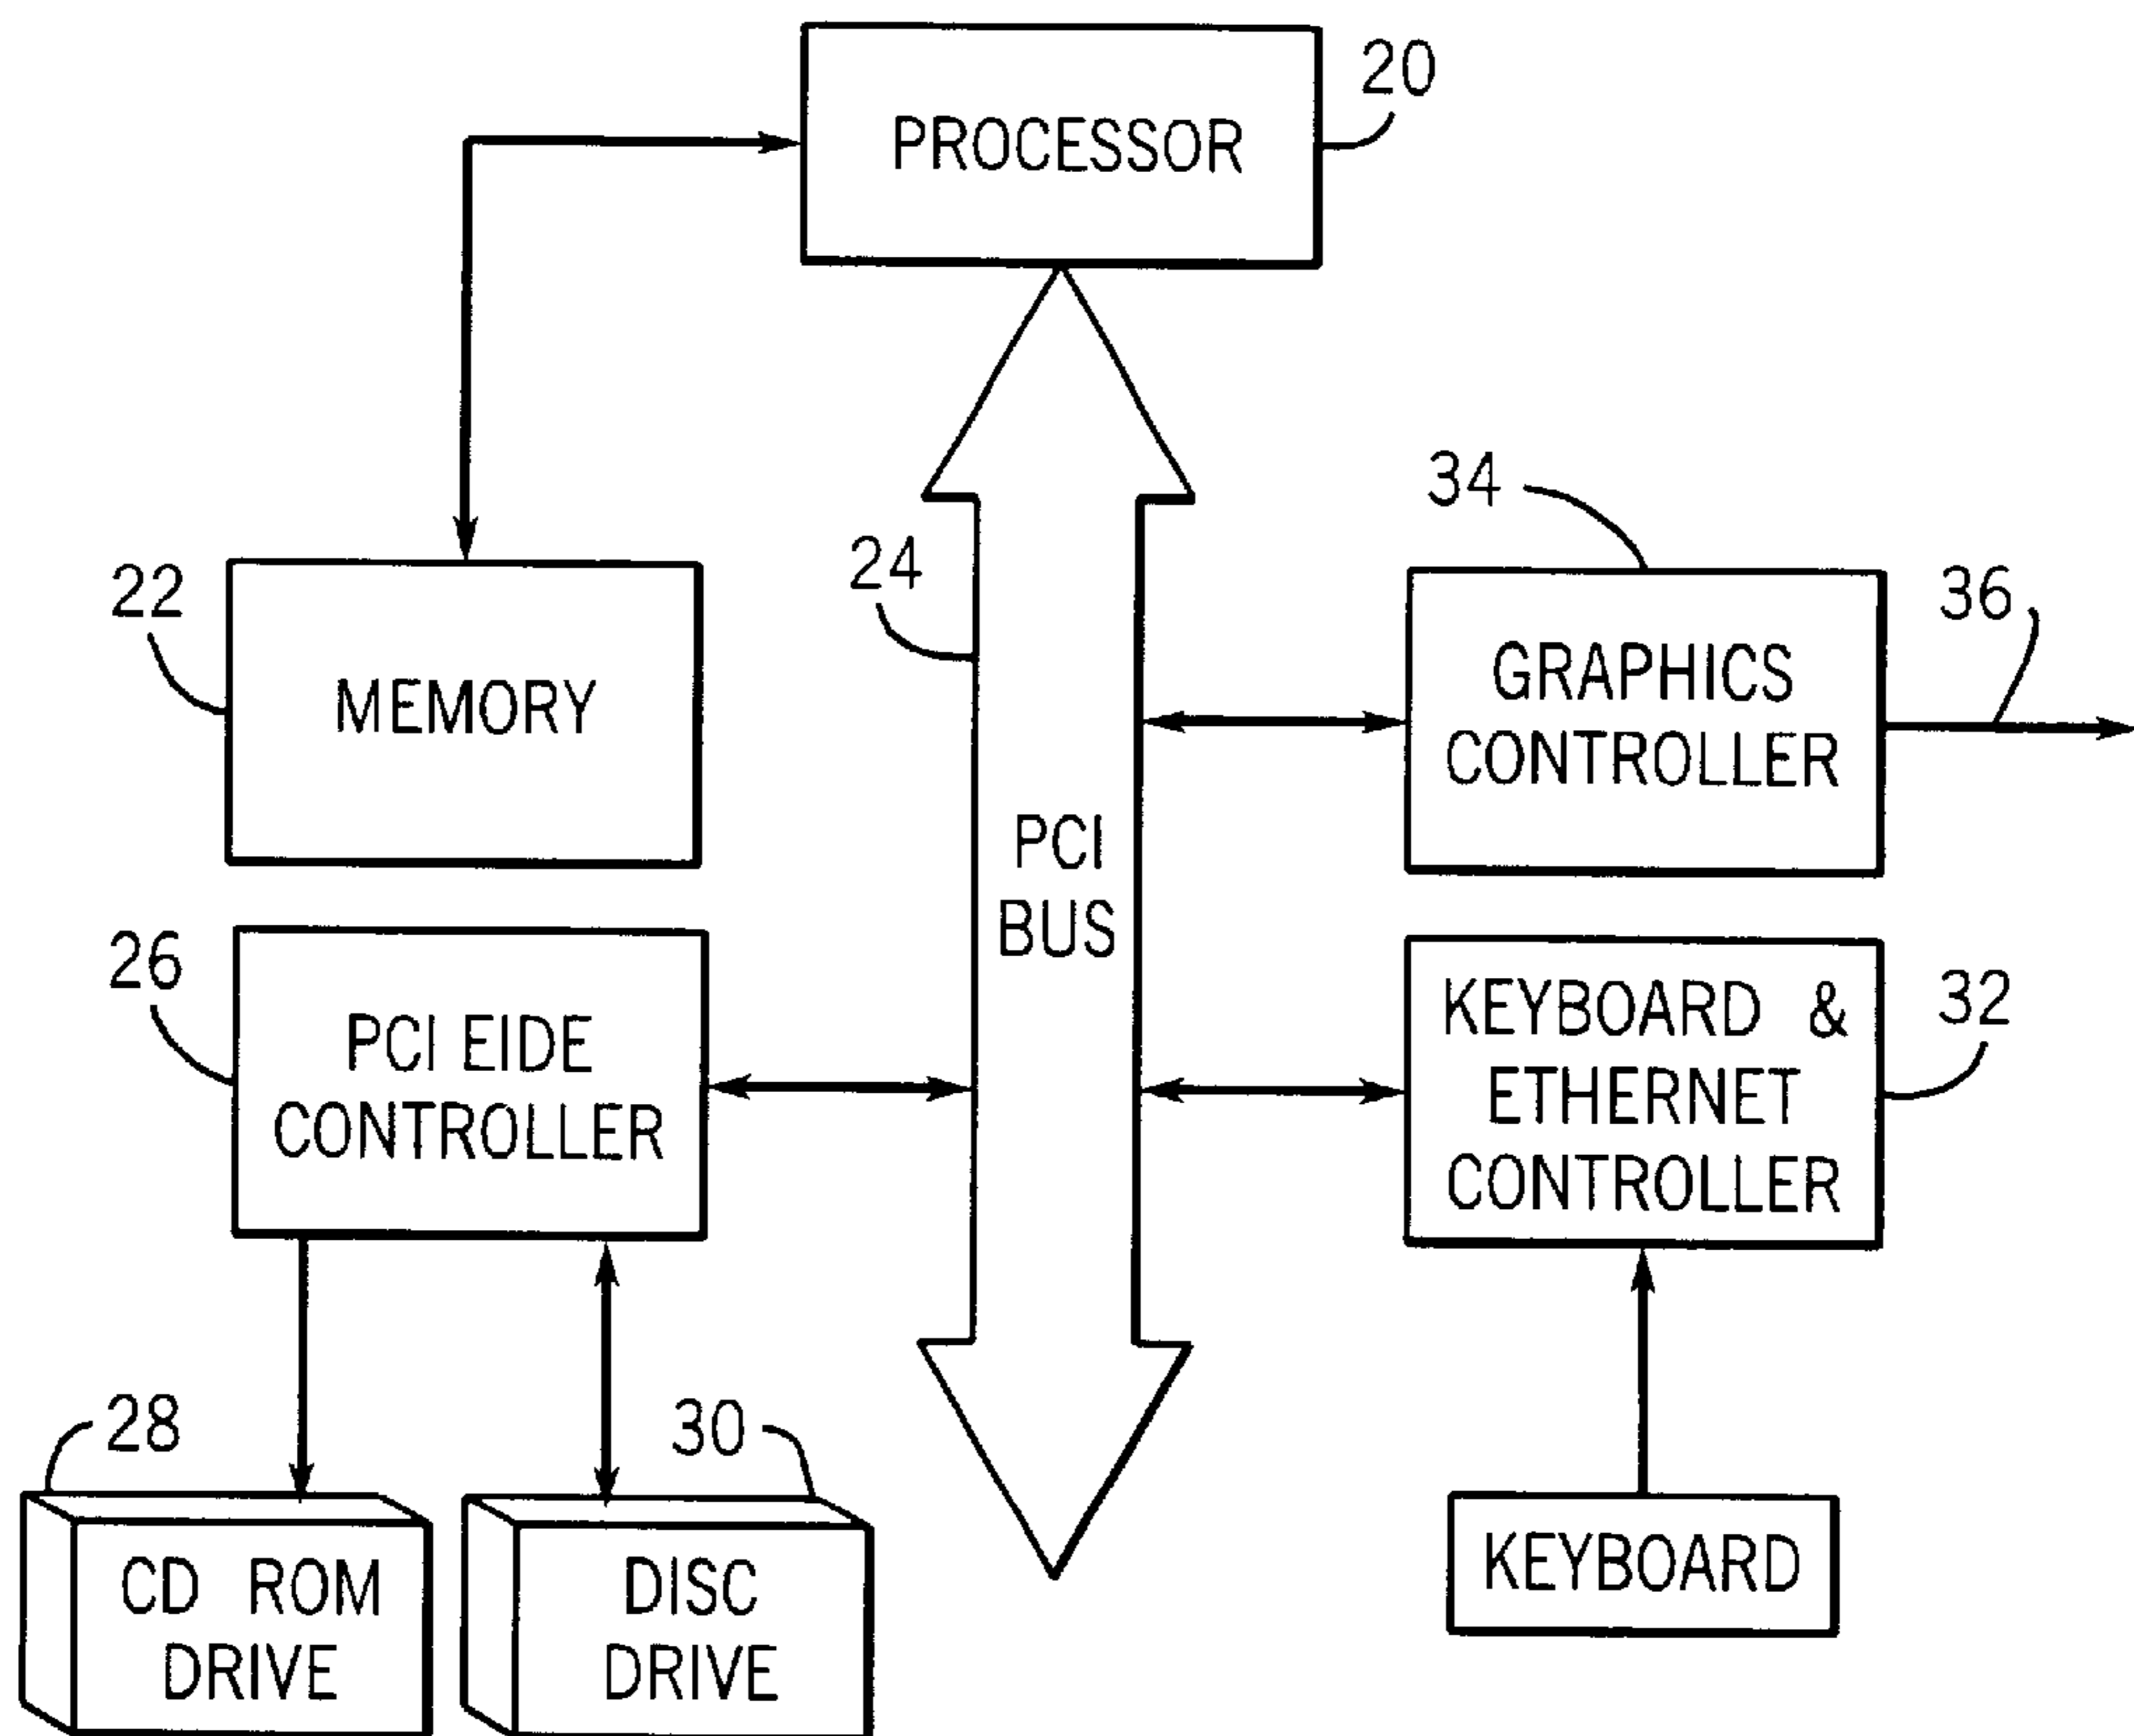 PROCESSOR
20
22
MEMORY
24
34
GRAPHICS
CONTROLLER
36
PCI
BUS
26
PCI EIDE
CONTROLLER
KEYBOARD &
ETHERNET
CONTROLLER
32
28
CD ROM
DRIVE
30
DISC
DRIVE
KEYBOARD